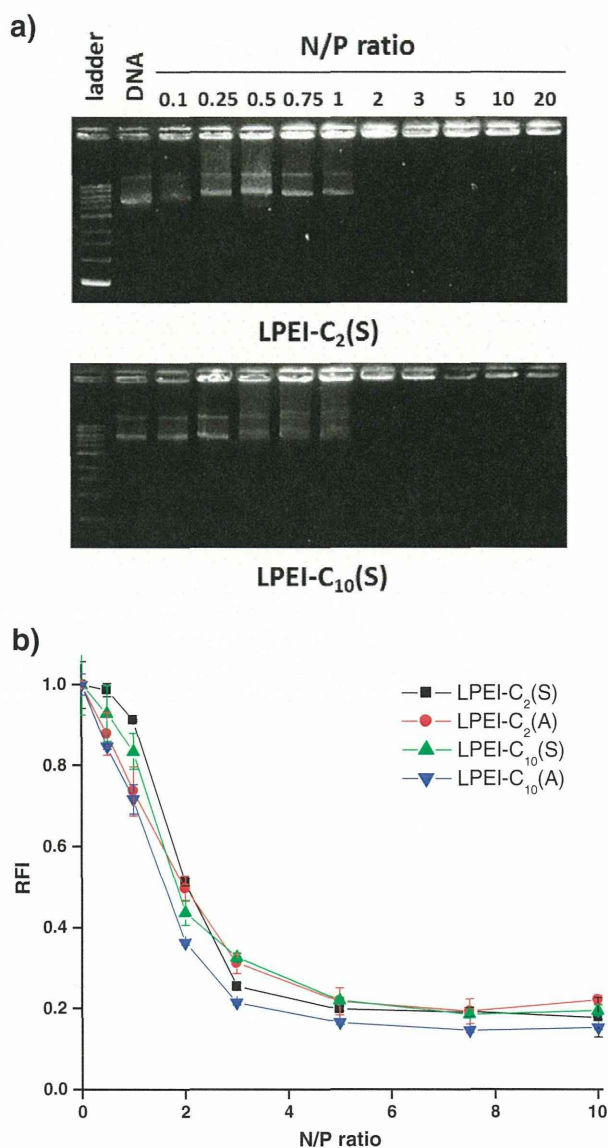 a)
N/P ratio
ladder
DNA
0.1 0.25 0.5 0.75 1 2 3 5 10 20
LPEI-C₂(S)
LPEI-C₁₀(S)
b)
LPEI-C₂(S)
LPEI-C₂(A)
LPEI-C₁₀(S)
LPEI-C₁₀(A)
1.0
0.8
0.6
0.4
0.2
0.0
RFI
0 2 4 6 8 10
N/P ratio